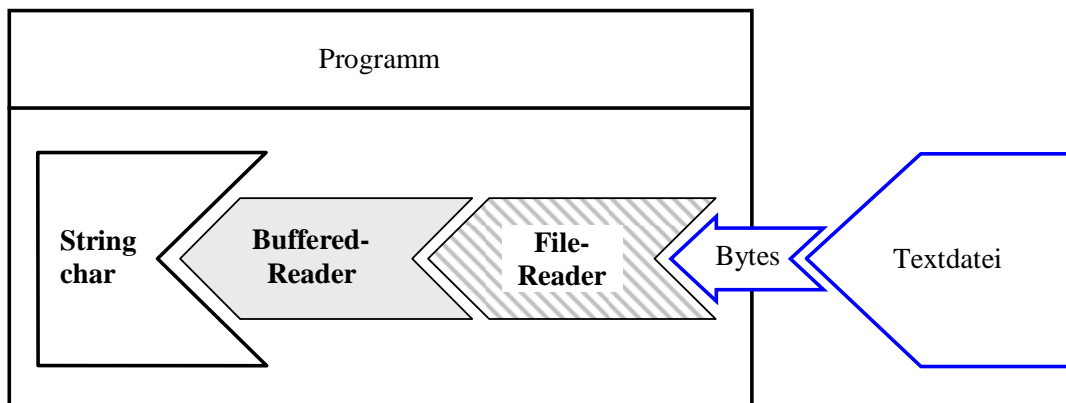 Programm
String
char
Buffered-
Reader
File-
Reader
Bytes
Textdatei